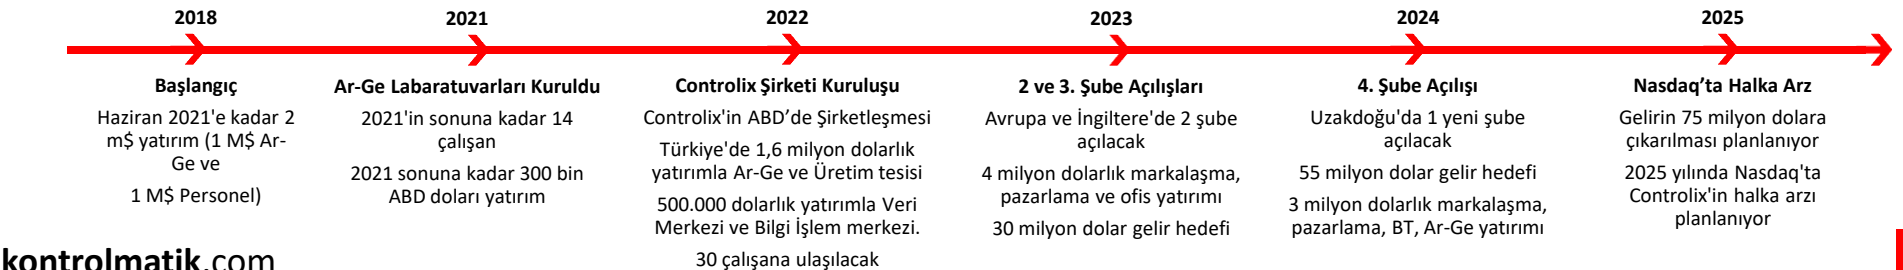 2018
2021
2022
2023
2024
2025
Başlangıç
Haziran 2021'e kadar 2
m$ yatırım (1 M$ Ar-
Ge ve
1 M$ Personel)
Ar-Ge Labaratuvarları Kuruldu
2021'in sonuna kadar 14
çalışan
2021 sonuna kadar 300 bin
ABD doları yatırım
Controlix Şirketi Kuruluşu
Controlix'in ABD’de Şirketleşmesi
Türkiye'de 1,6 milyon dolarlık
yatırımla Ar-Ge ve Üretim tesisi
500.000 dolarlık yatırımla Veri
Merkezi ve Bilgi İşlem merkezi.
30 çalışana ulaşılacak
2 ve 3. Şube Açılışları
Avrupa ve İngiltere'de 2 şube
açılacak
4 milyon dolarlık markalaşma,
pazarlama ve ofis yatırımı
30 milyon dolar gelir hedefi
4. Şube Açılışı
Uzakdoğu'da 1 yeni şube
açılacak
55 milyon dolar gelir hedefi
3 milyon dolarlık markalaşma,
pazarlama, BT, Ar-Ge yatırımı
Nasdaq’ta Halka Arz
Gelirin 75 milyon dolara
çıkarılması planlanıyor
2025 yılında Nasdaq'ta
Controlix'in halka arzı
planlanıyor
kontrolmatik.com